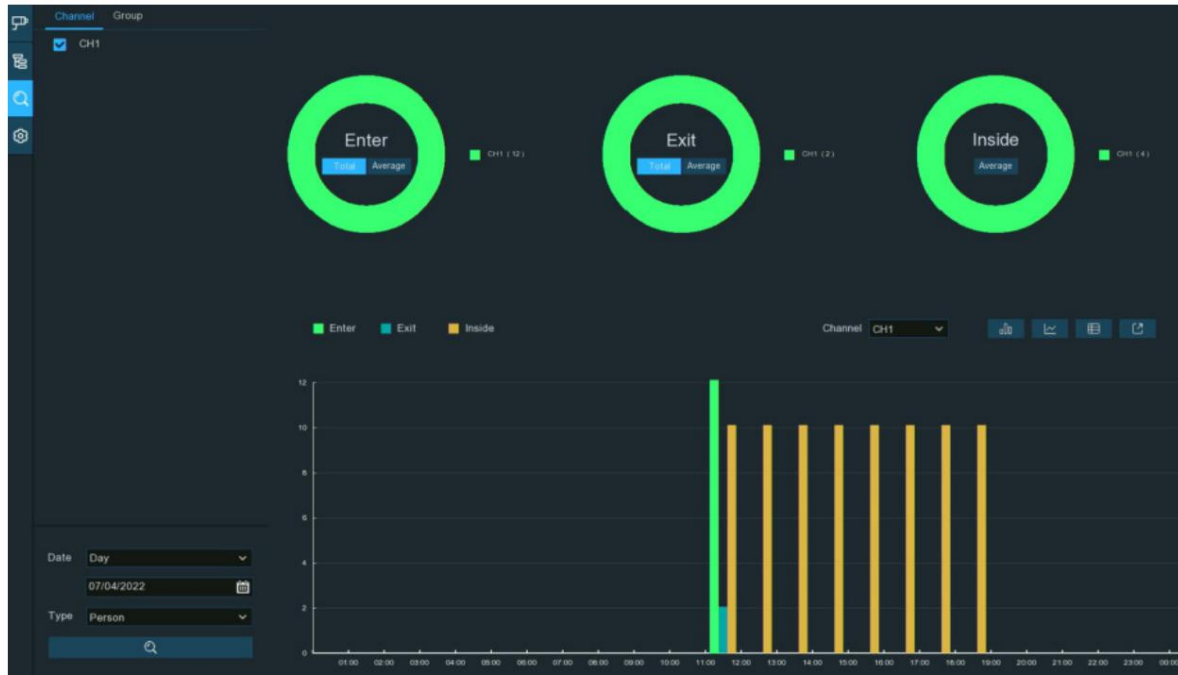 Channel Group
CH1
Enter
Total Average
CH1 (12)
Exit
Total Average
CH1 (2)
Inside
Average
CH1 (4)
Enter Exit Inside
Channel CH1
12
10
8
6
4
2
0
01:00 02:00 03:00 04:00 05:00 06:00 07:00 08:00 09:00 10:00 11:00 12:00 13:00 14:00 15:00 16:00 17:00 18:00 19:00 20:00 21:00 22:00 23:00 00:00
Date Day
07/04/2022
Type Person